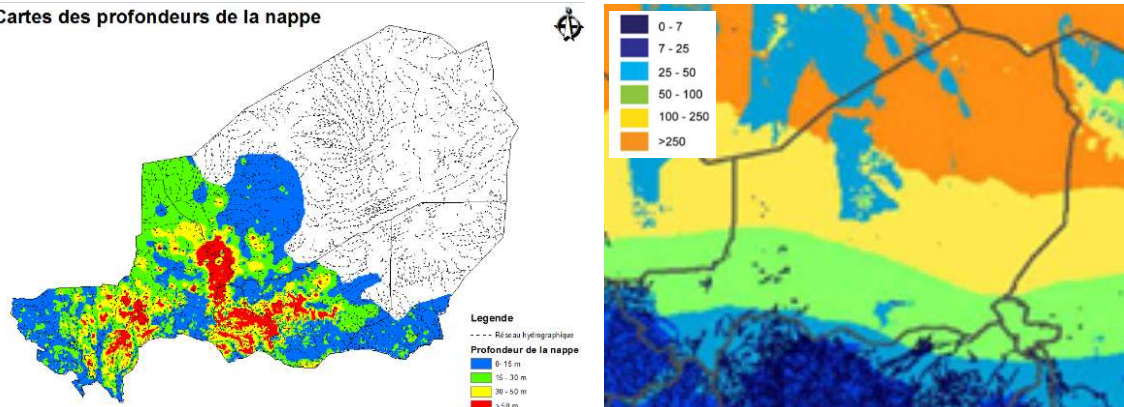 Cartes des profondeurs de la nappe
Legende
Réseau hydrographique
Profondeur de la nappe
0- 15 m
15 - 30 m
30 - 50 m
> 50 m
0 - 7
7 - 25
25 - 50
50 - 100
100 - 250
>250